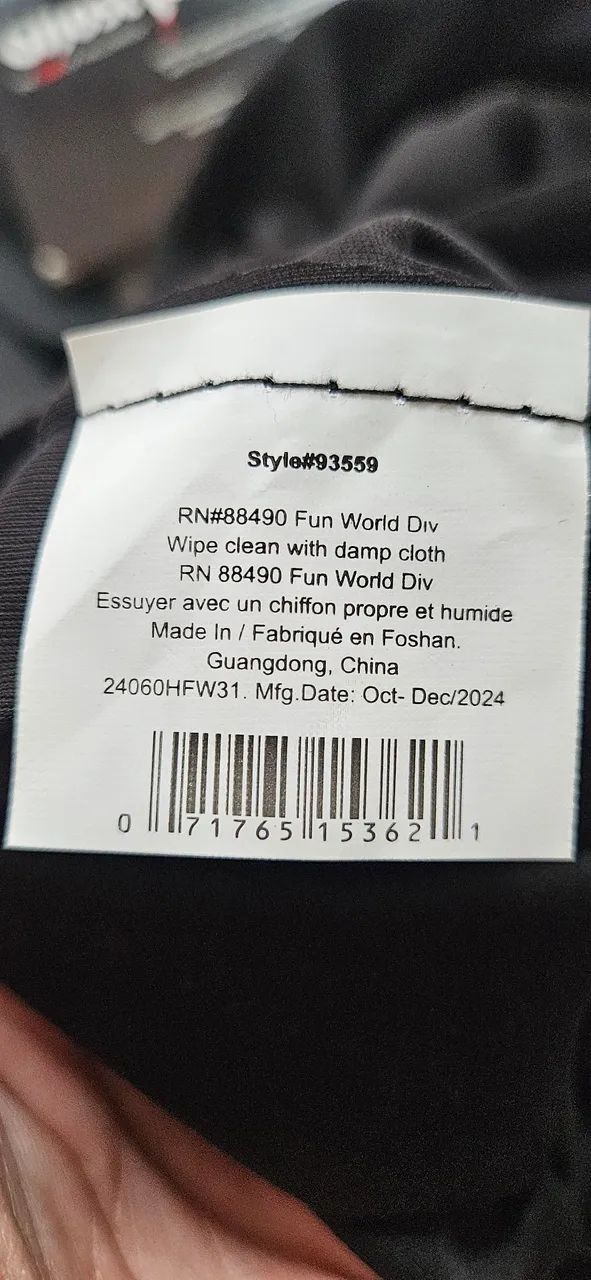 Style#93559
RN#88490 Fun World Div
Wipe clean with damp cloth
RN 88490 Fun World Div
Essuyer avec un chiffon propre et humide
Made In / Fabriqué en Foshan.
Guangdong, China
24060HFW31. Mfg.Date: Oct- Dec/2024
0 71765 15362 1